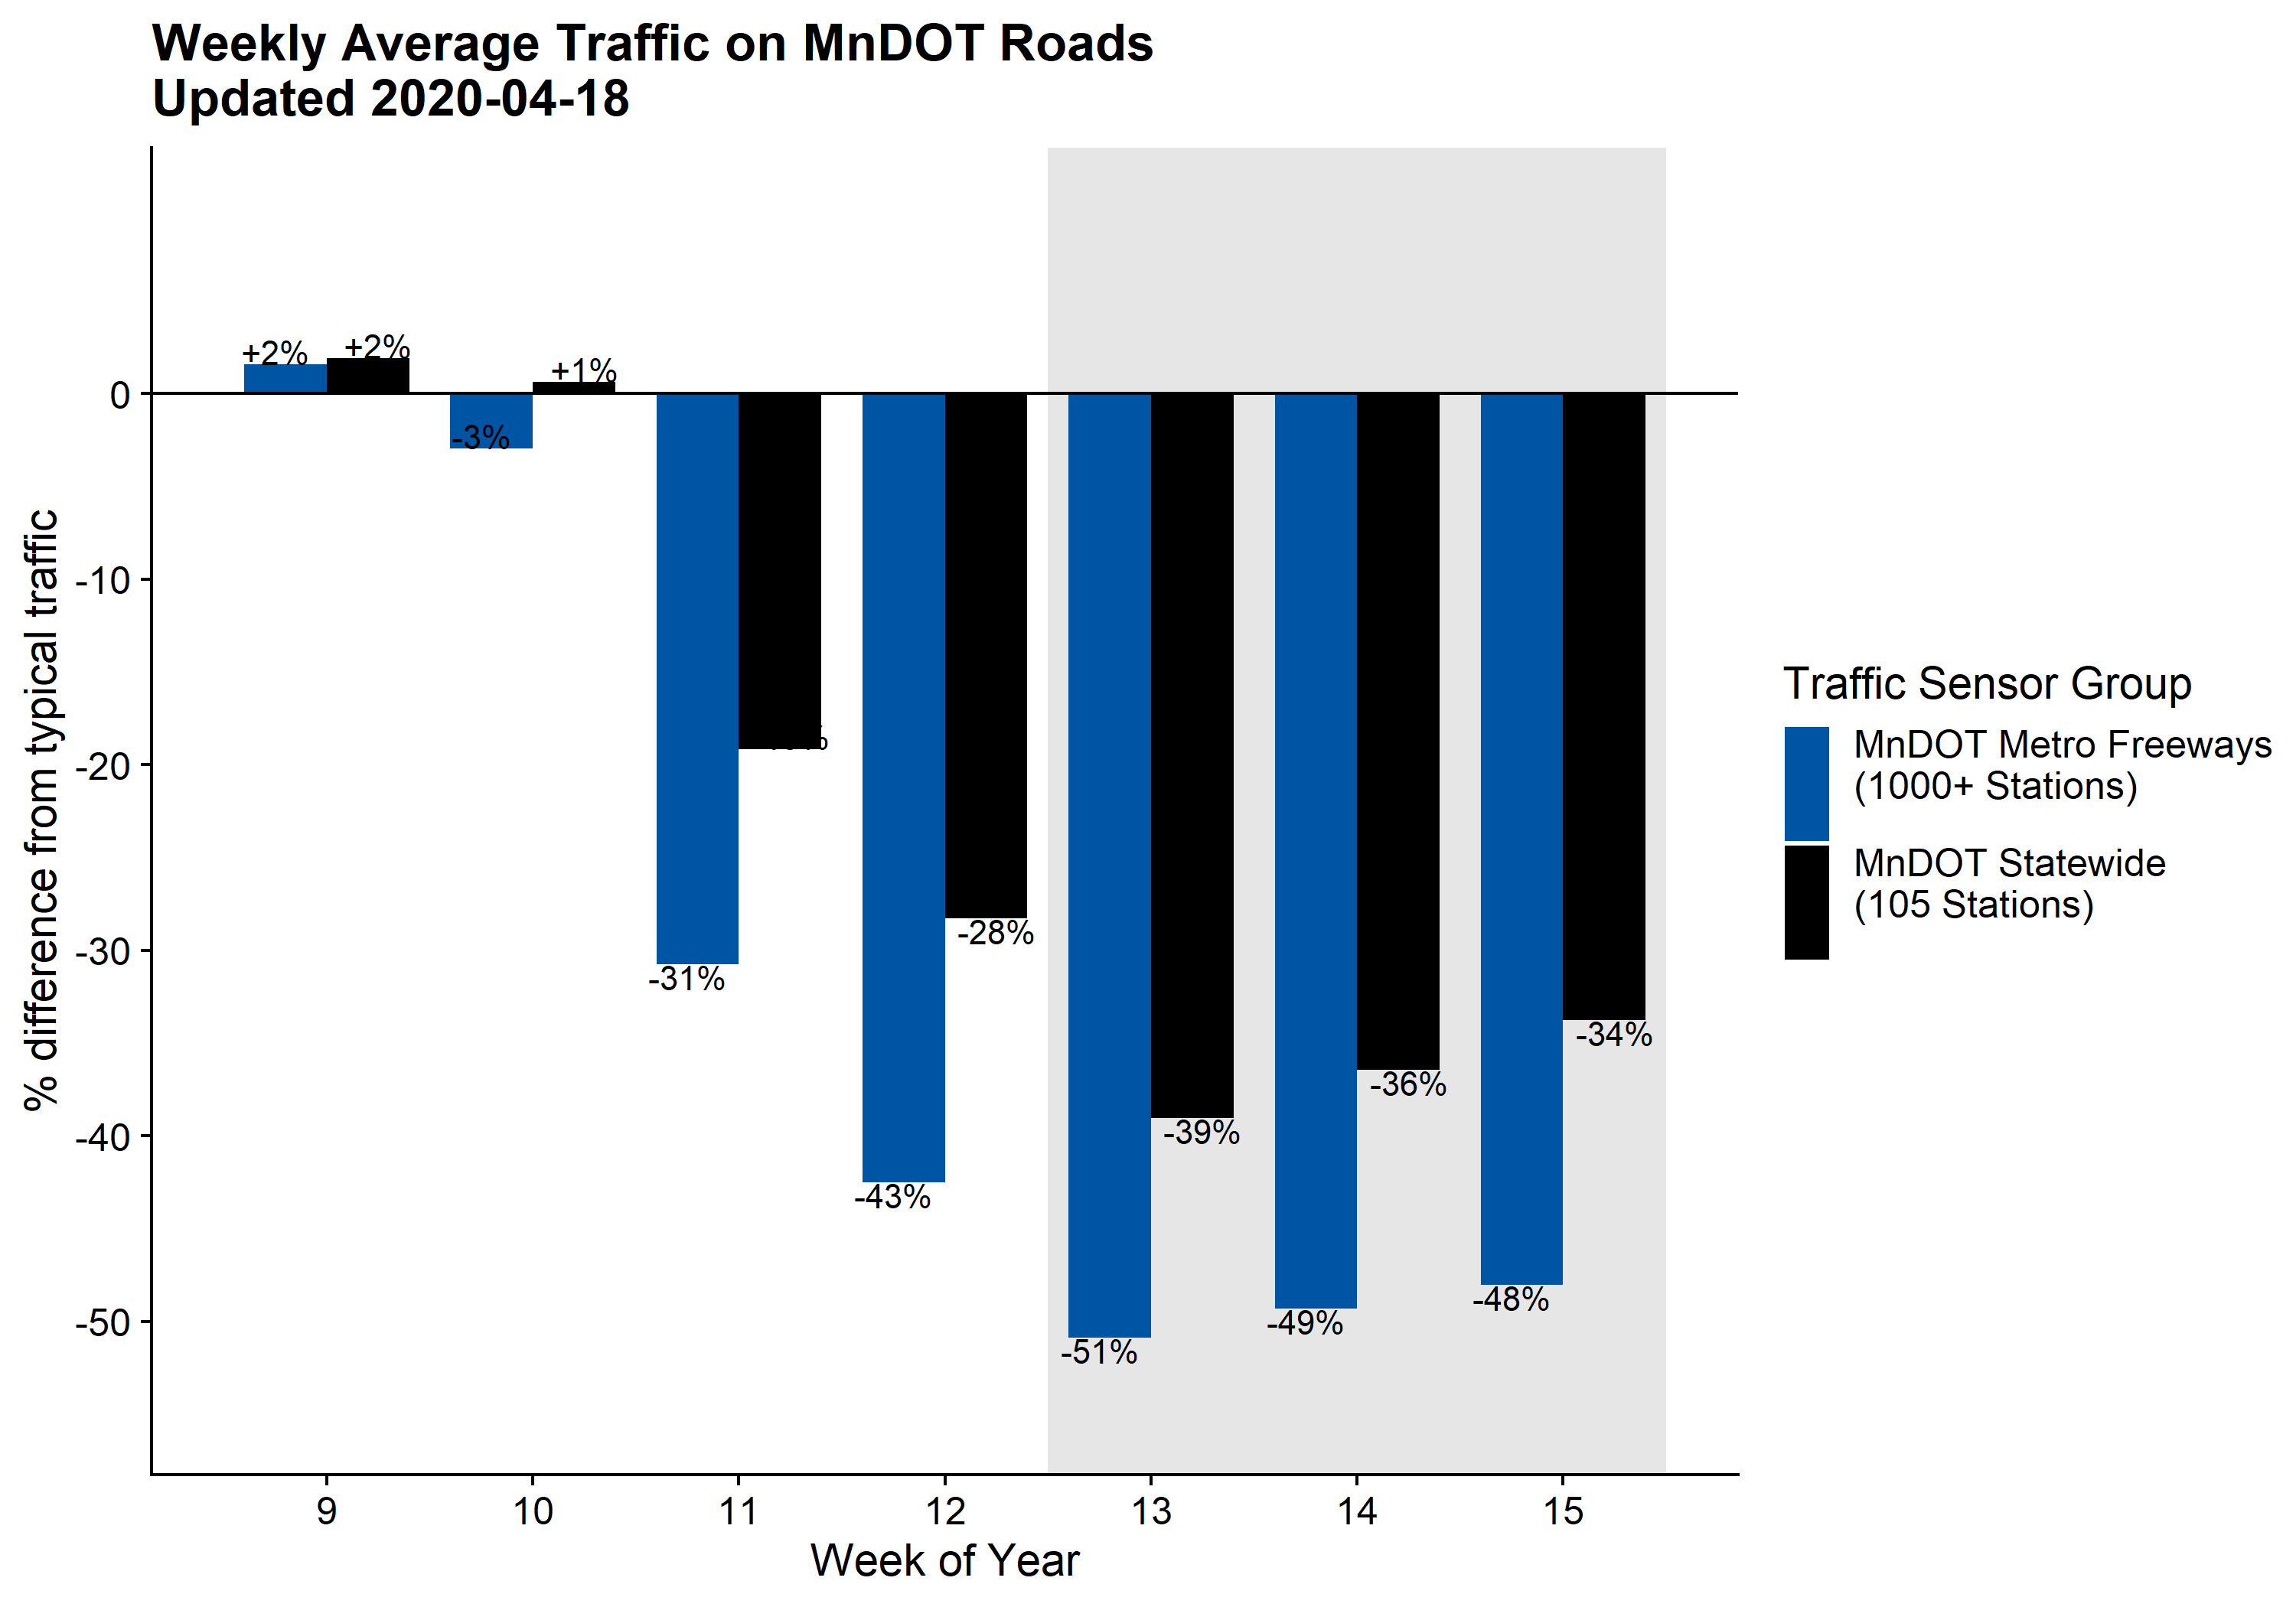 Weekly Average Traffic on MnDOT Roads
Updated 2020-04-18
+2%
+2%
+1%
-3%
-31%
-43%
-28%
-51%
-39%
-49%
-36%
-48%
-34%
0
-10
-20
-30
-40
-50
% difference from typical traffic
9
10
11
12
13
14
15
Week of Year
Traffic Sensor Group
MnDOT Metro Freeways
(1000+ Stations)
MnDOT Statewide
(105 Stations)